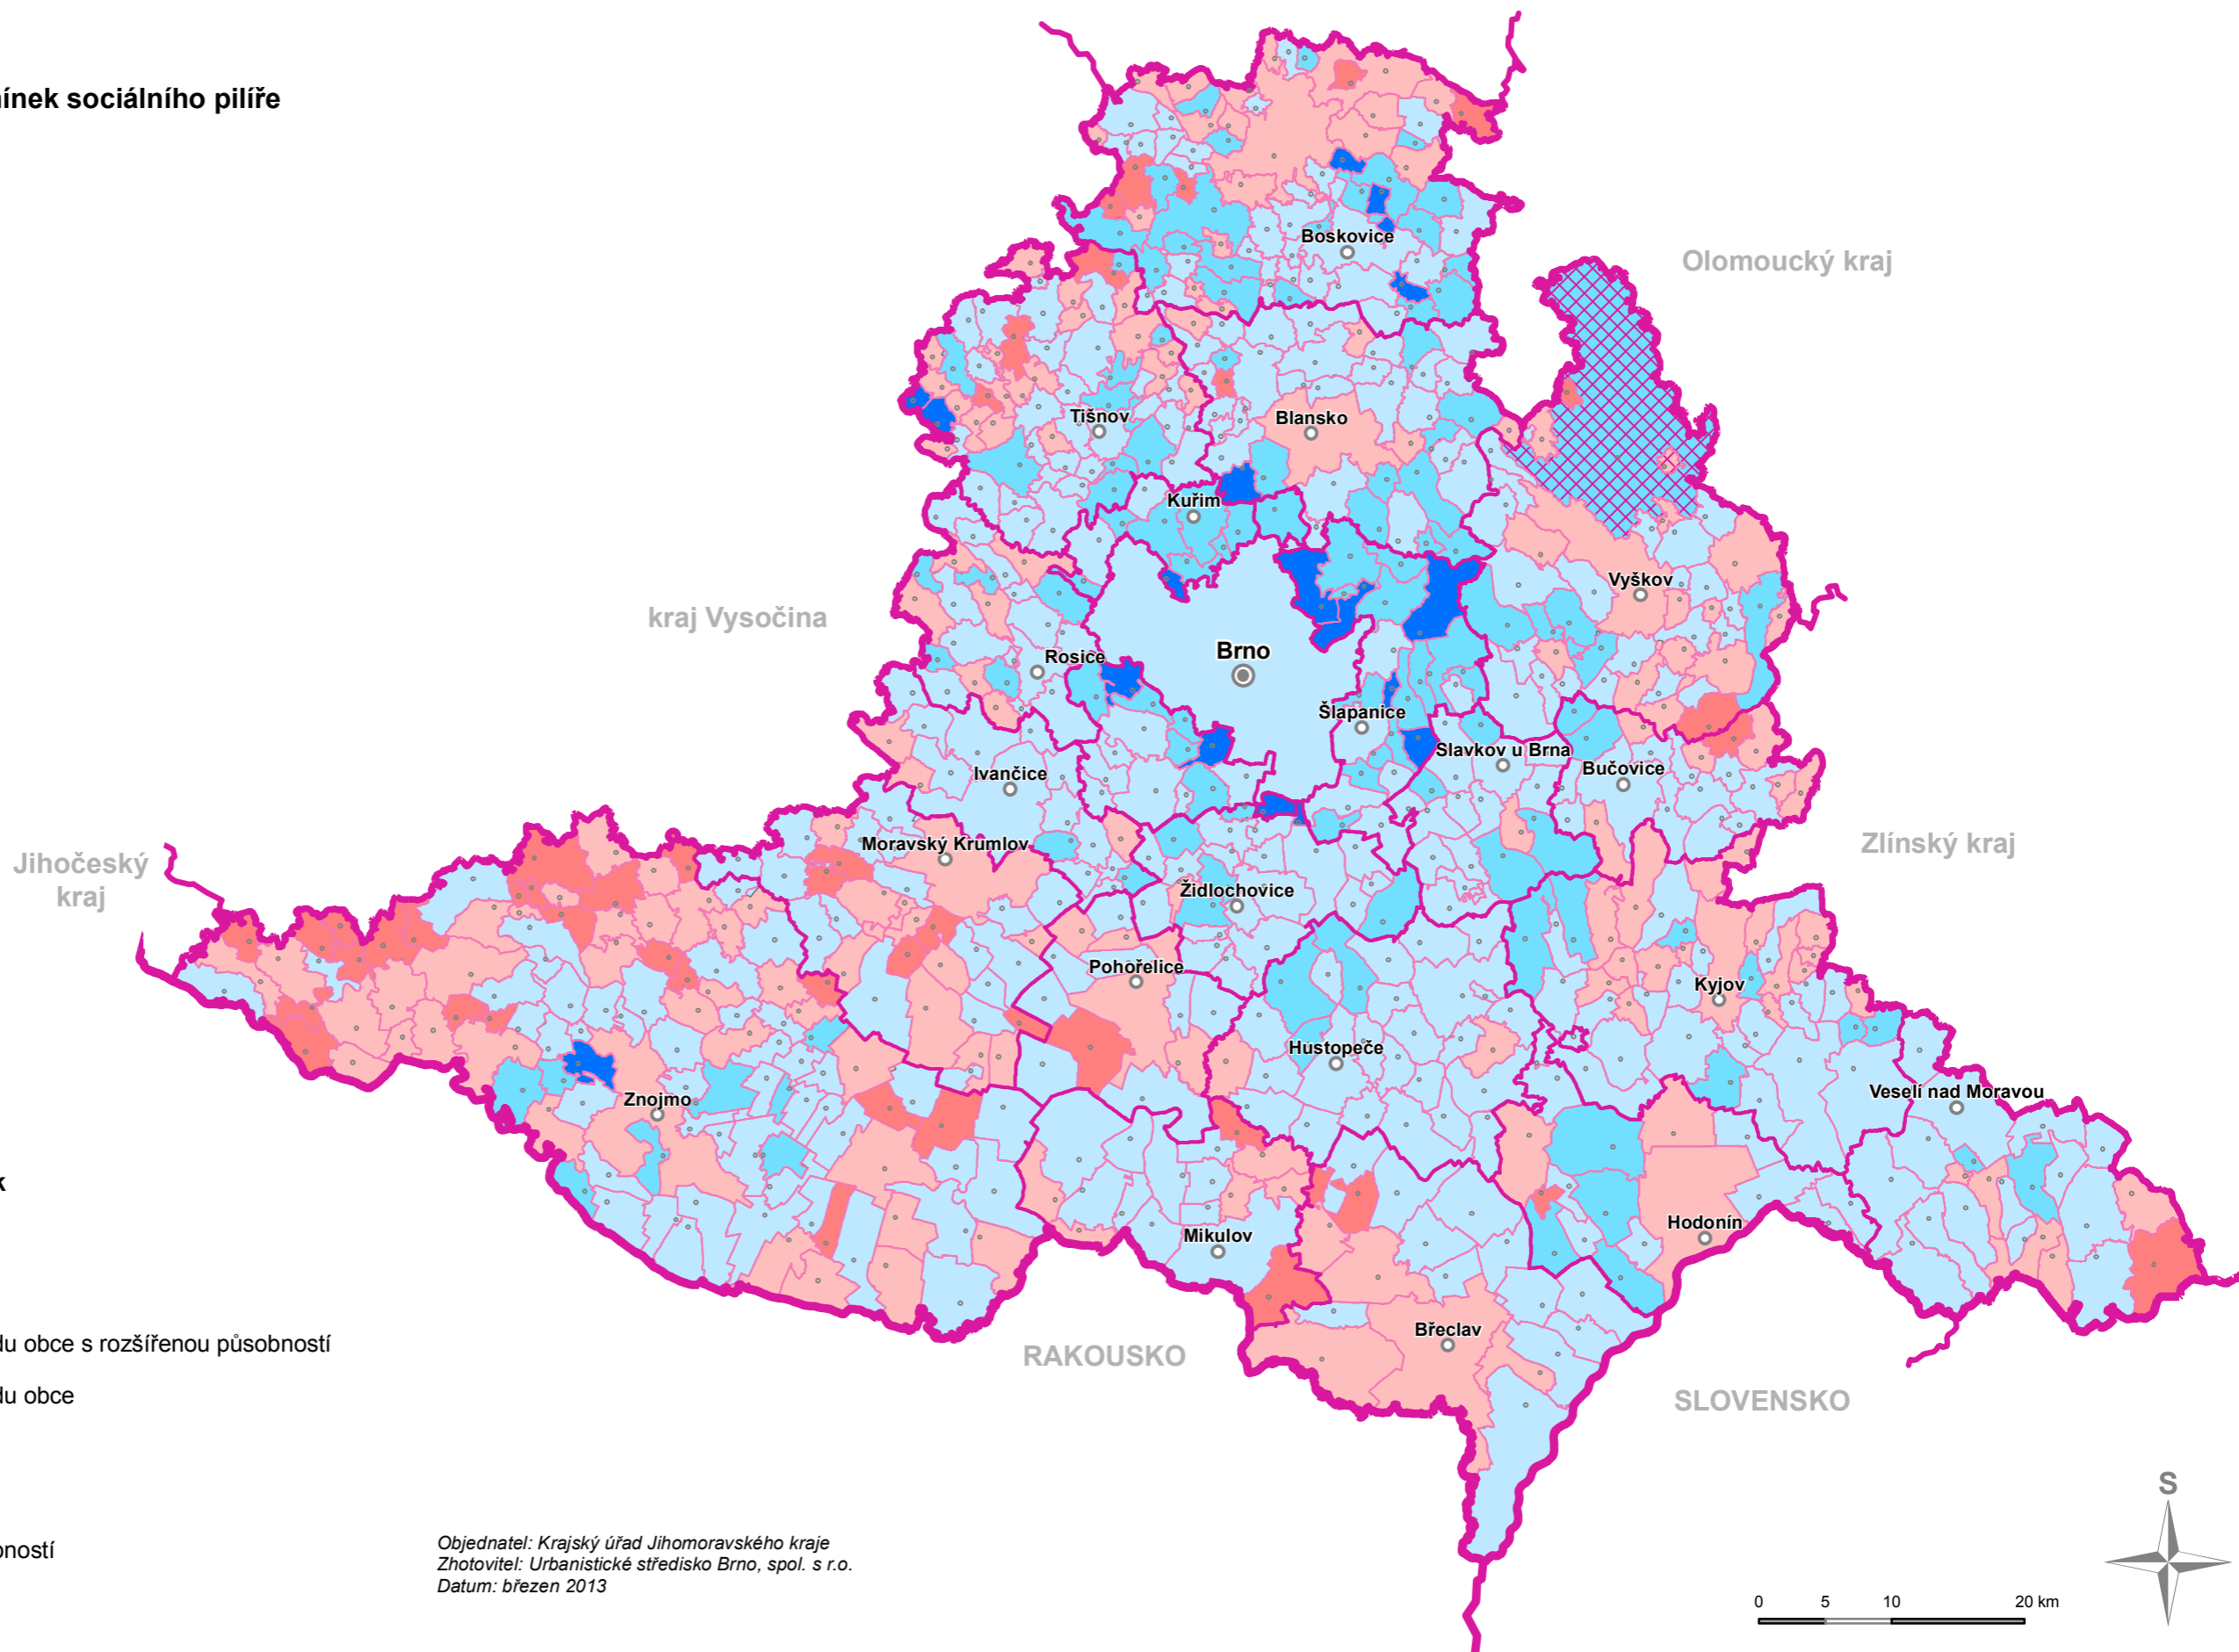 ínek sociálního pilíře
Olomoucký kraj
Boskovice
Tišnov
Blansko
Kuřim
Vyškov
kraj Vysočina
Rosice
Brno
Šlapanice
Slavkov u Brna
Bučovice
Ivančice
Moravský Krumlov
Zlínský kraj
Jihočeský
kraj
Židlochovice
Pohořelice
Kyjov
Hustopeče
Znojmo
Veselí nad Moravou
k
Hodonín
Mikulov
Břeclav
du obce s rozšířenou působností
RAKOUSKO
du obce
SLOVENSKO
S
ností
Objednatel: Krajský úřad Jihomoravského kraje
Zhotovitel: Urbanistické středisko Brno, spol. s r.o.
Datum: březen 2013
0 5 10 20 km